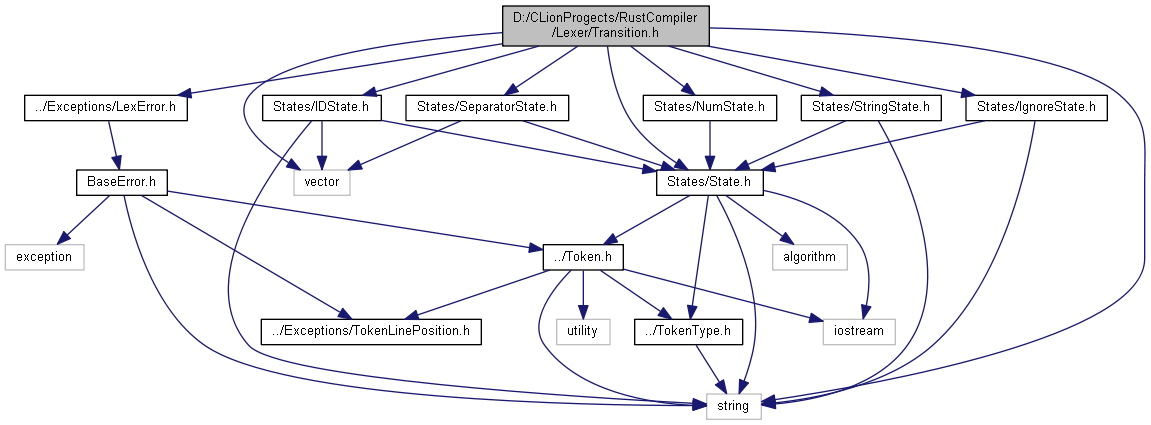 D:/CLionProgects/RustCompiler
/Lexer/Transition.h
../Exceptions/LexError.h
States/IDState.h
States/SeparatorState.h
States/NumState.h
States/StringState.h
States/IgnoreState.h
BaseError.h
vector
States/State.h
exception
../Token.h
algorithm
../Exceptions/TokenLinePosition.h
utility
../TokenType.h
iostream
string